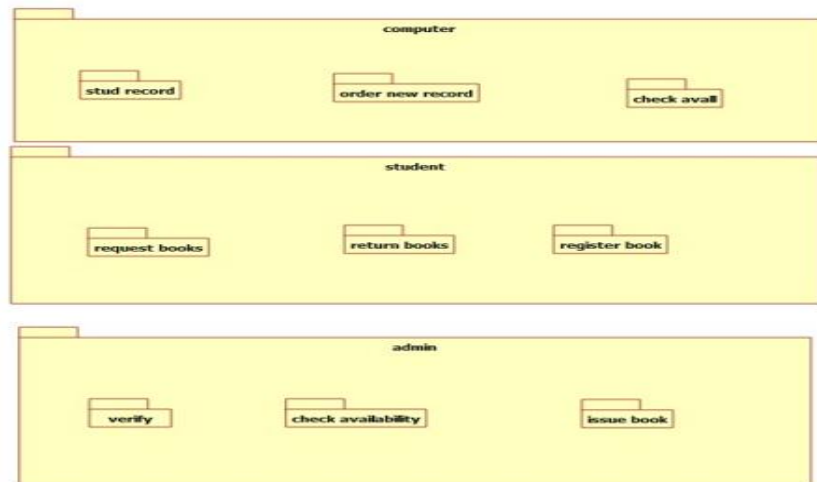 computer
stud record
order new record
check avail
student
request books
return books
register book
admin
verify
check availability
issue book